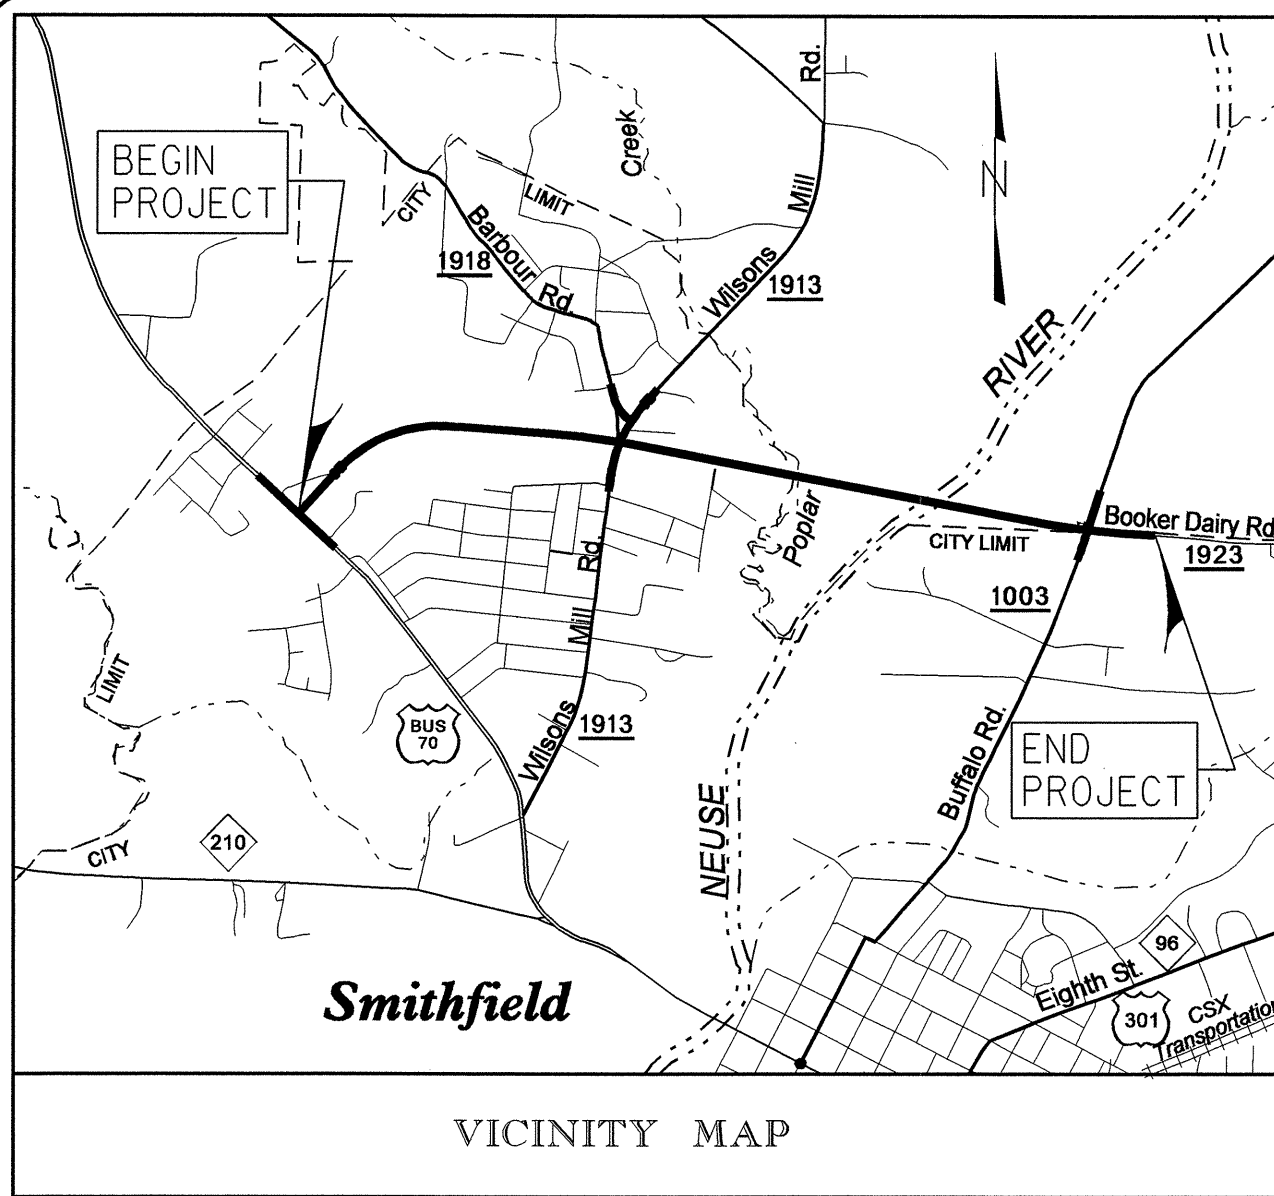 Rd.
Creek
BEGIN
PROJECT
N
CITY
LIMIT
Mill
Barbour
Rd.
1918
Wilsons
1913
RIVER
Poplar
Booker Dairy Rd
CITY LIMIT
1923
1003
Rd.
Mill
Wilsons
1913
LIMIT
BUS
70
Buffalo Rd.
END
PROJECT
NEUSE
210
CITY
96
Eighth St.
301
CSX
Transportation
Smithfield
VICINITY MAP